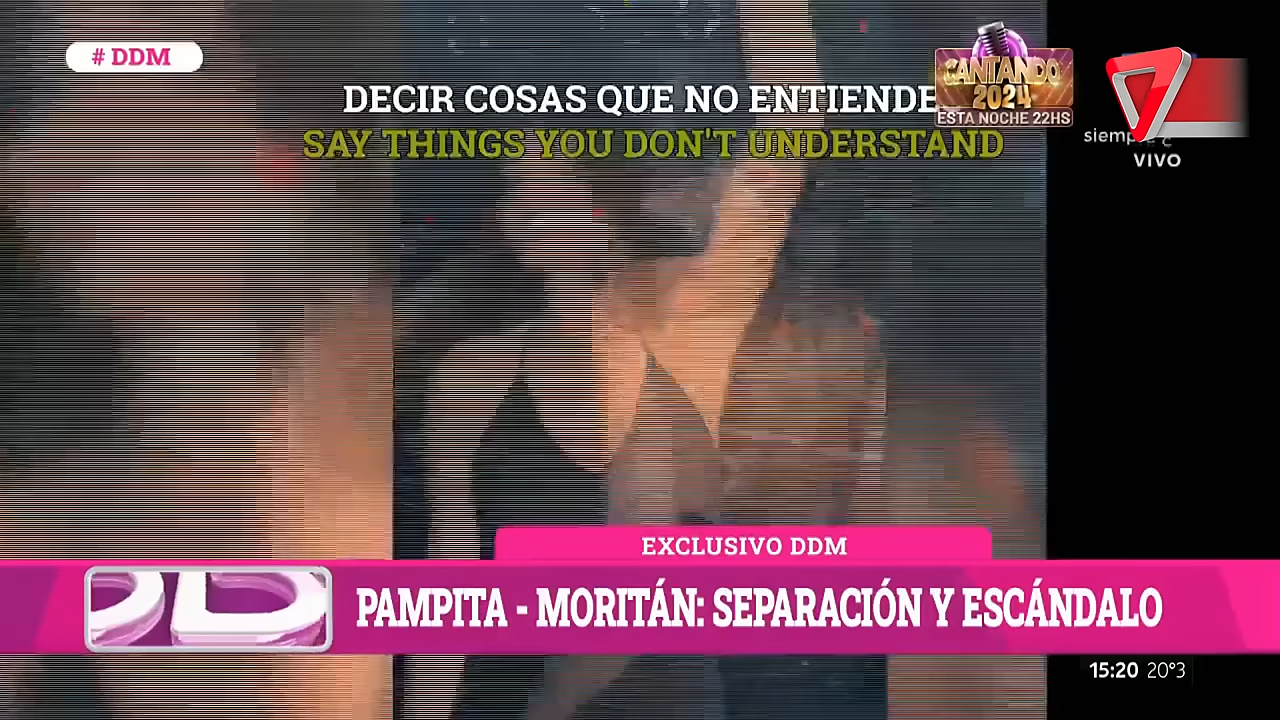 # DDM
DECIR COSAS QUE NO ENTIENDE
SAY THINGS YOU DON'T UNDERSTAND
CANTANDO
2024
ESTA NOCHE 22HS
VIVO
EXCLUSIVO DDM
PAMPITA - MORITÁN: SEPARACIÓN Y ESCÁNDALO
15:20 20°3